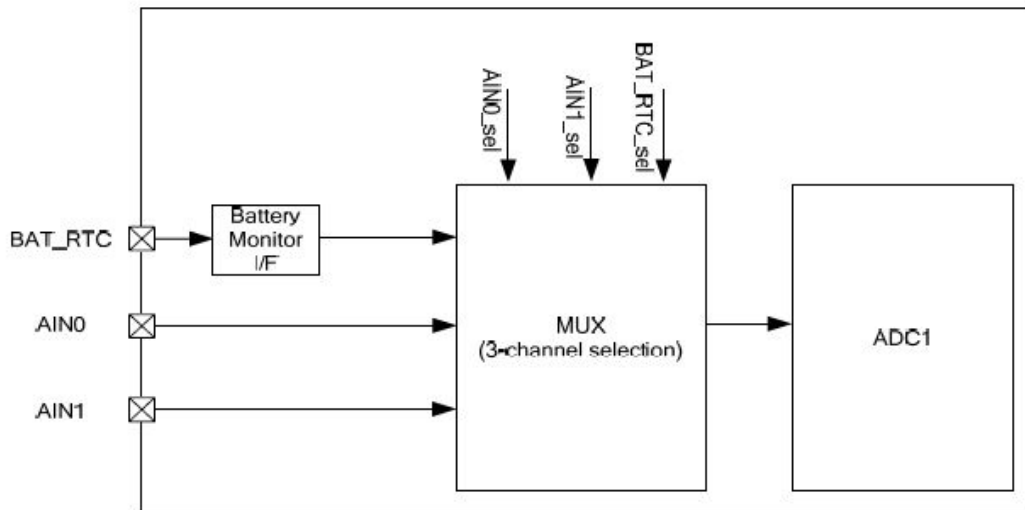 AIN0_sel
AIN1_sel
BAT_RTC_sel
BAT_RTC
Battery
Monitor
I/F
AIN0
AIN1
MUX
(3-channel selection)
ADC1